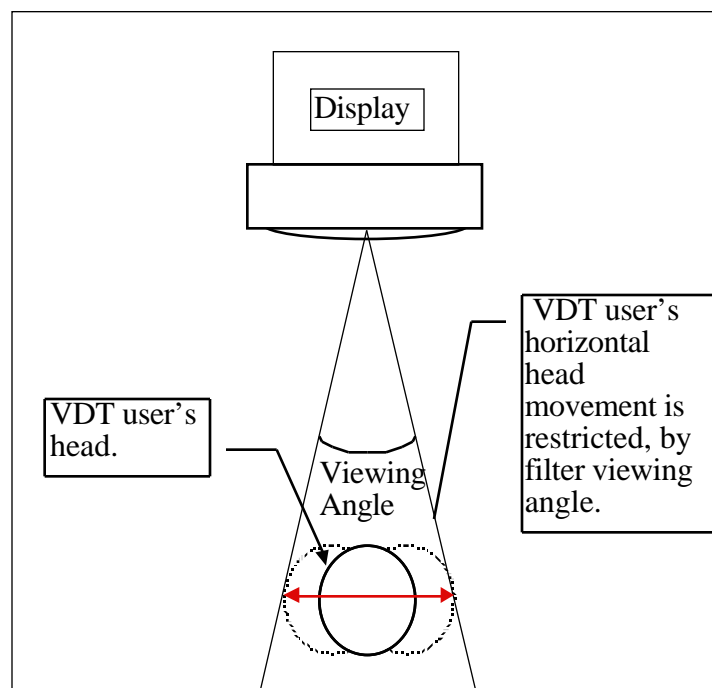 Display
VDT user’s
horizontal
head
movement is
restricted, by
filter viewing
angle.
VDT user’s
head.
Viewing
Angle